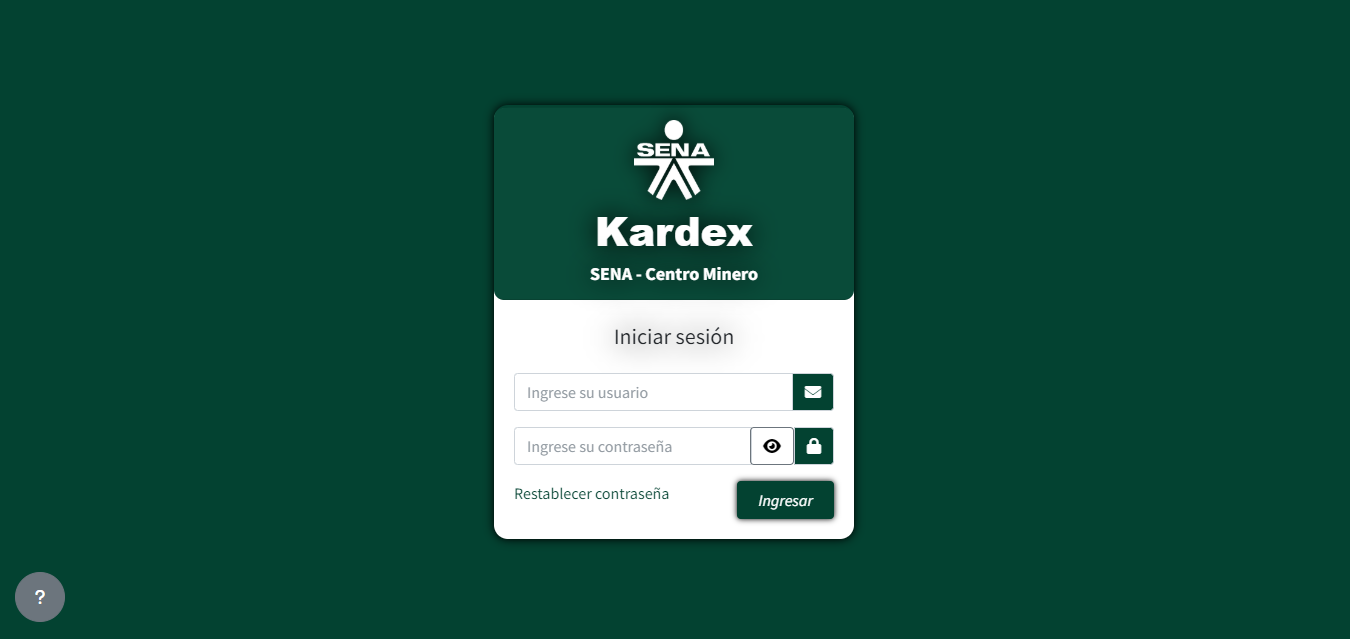 SENA
Kardex
SENA - Centro Minero
Iniciar sesión
Ingrese su usuario
Ingrese su contraseña
Restablecer contraseña
Ingresar
?